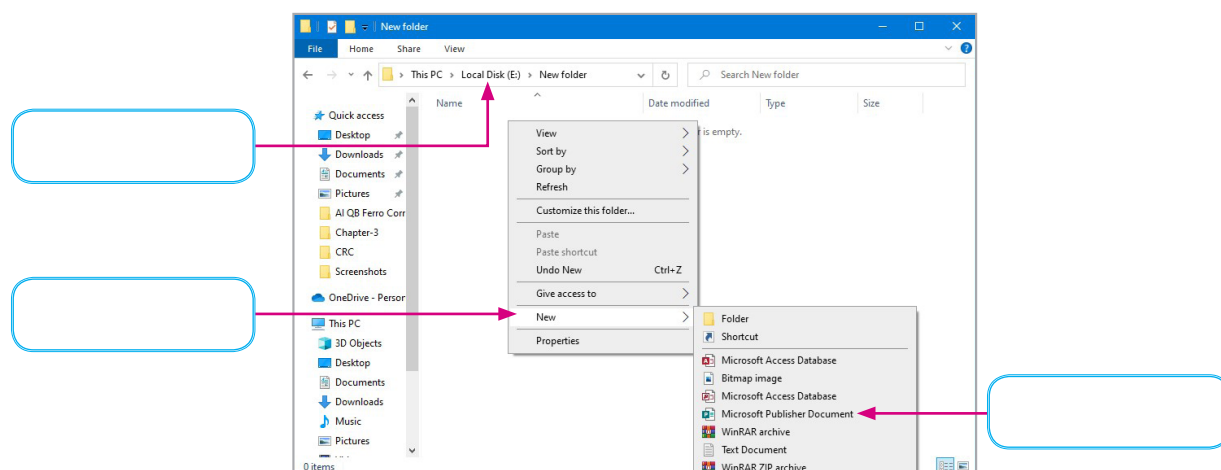 New folder
File Home Share View
This PC > Local Disk (E:) > New folder
Search New folder
Name Date modified Type Size
is empty.
Quick access
Desktop
Downloads
Documents
Pictures
AI QB Ferro Corr
Chapter-3
CRC
Screenshots
OneDrive - Person
This PC
3D Objects
Desktop
Documents
Downloads
Music
Pictures
0 items
View
Sort by
Group by
Refresh
Customize this folder...
Paste
Paste shortcut
Undo New Ctrl+Z
Give access to
New
Properties
Folder
Shortcut
Microsoft Access Database
Bitmap image
Microsoft Access Database
Microsoft Publisher Document
WinRAR archive
Text Document
WinRAR ZIP archive